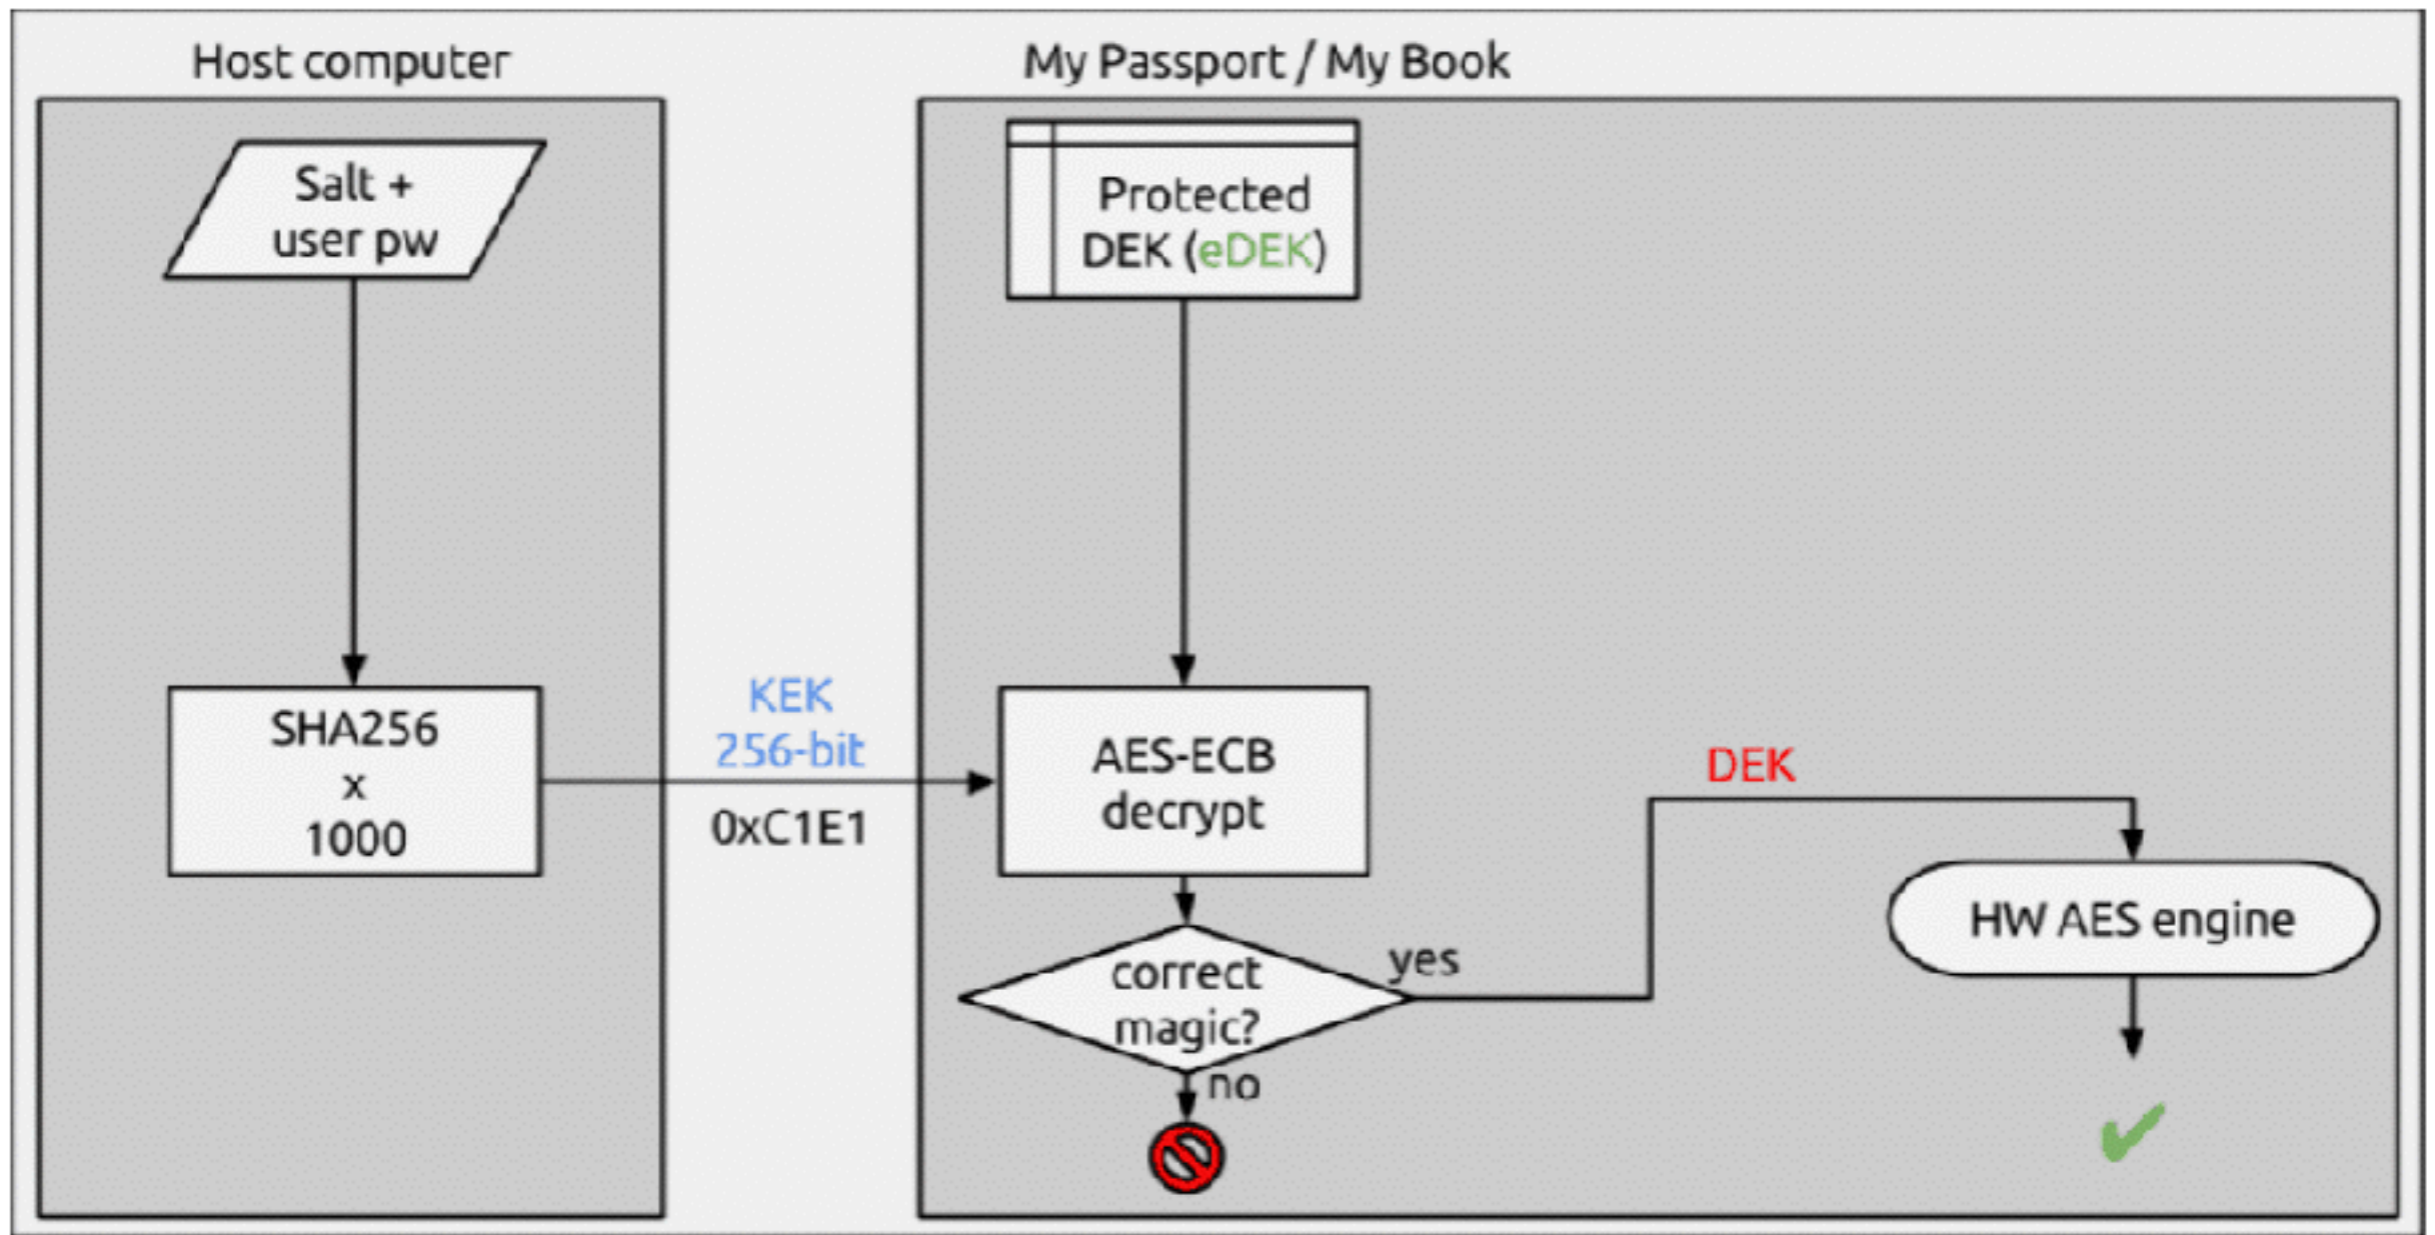 Host computer
My Passport / My Book
Salt +
user pw
Protected
DEK (eDEK)
SHA256
x
1000
KEK
256-bit
0xC1E1
AES-ECB
decrypt
DEK
HW AES engine
correct
magic?
yes
no